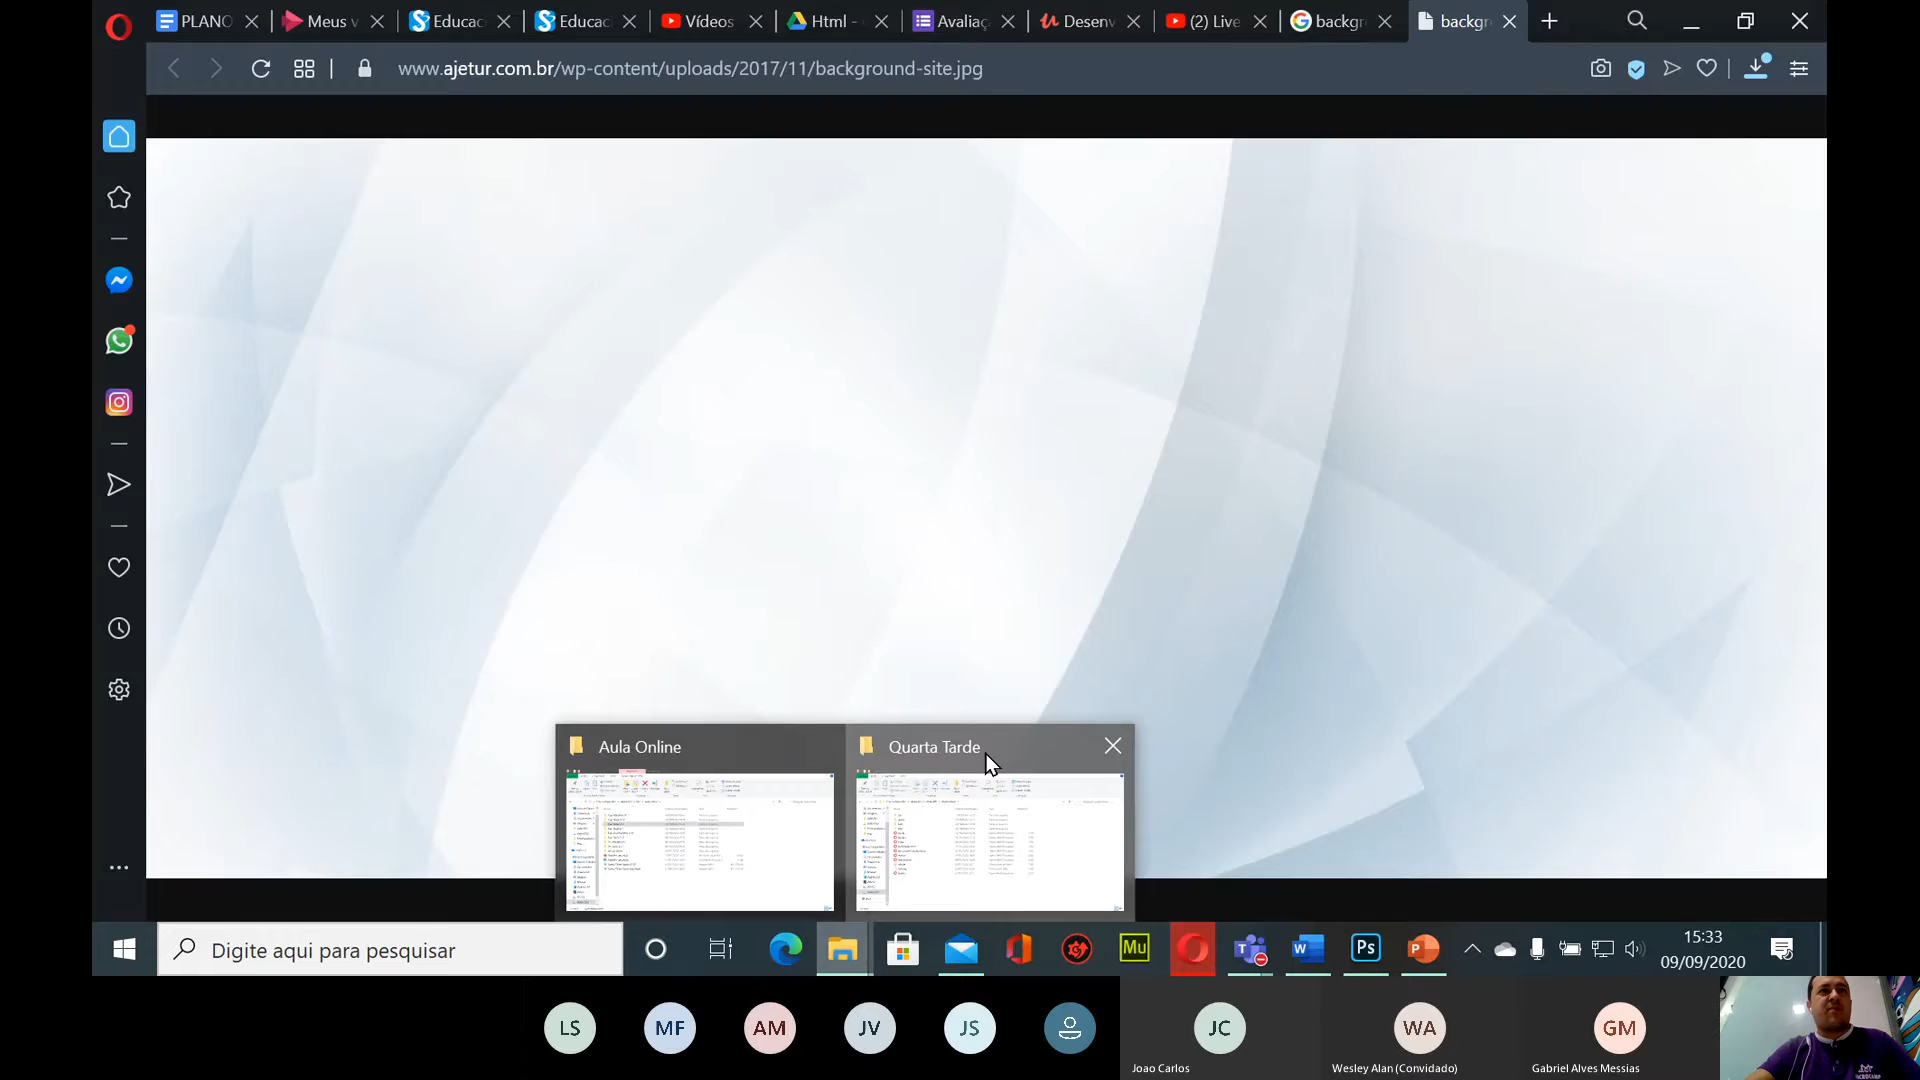 PLANO
Meus v
Educac
Educac
Vídeos
Html -
Avaliaç
Desenv
(2) Live
backgr
backgr
www.ajetur.com.br/wp-content/uploads/2017/11/background-site.jpg
Aula Online
Quarta Tarde
Digite aqui para pesquisar
Mu
W
Ps
P
15:33
09/09/2020
LS
MF
AM
JV
JS
JC
WA
GM
Joao Carlos
Wesley Alan (Convidado)
Gabriel Alves Messias